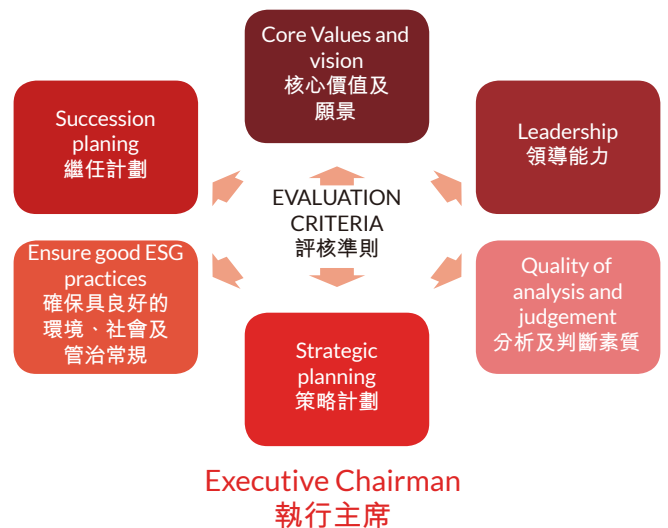 Core Values and
vision
核心價值及
願景
Succession
planing
繼任計劃
Leadership
領導能力
EVALUATION
CRITERIA
評核準則
Ensure good ESG
practices
確保具良好的
環境、社會及
管治常規
Quality of
analysis and
judgement
分析及判斷素質
Strategic
planning
策略計劃
Executive Chairman
執行主席